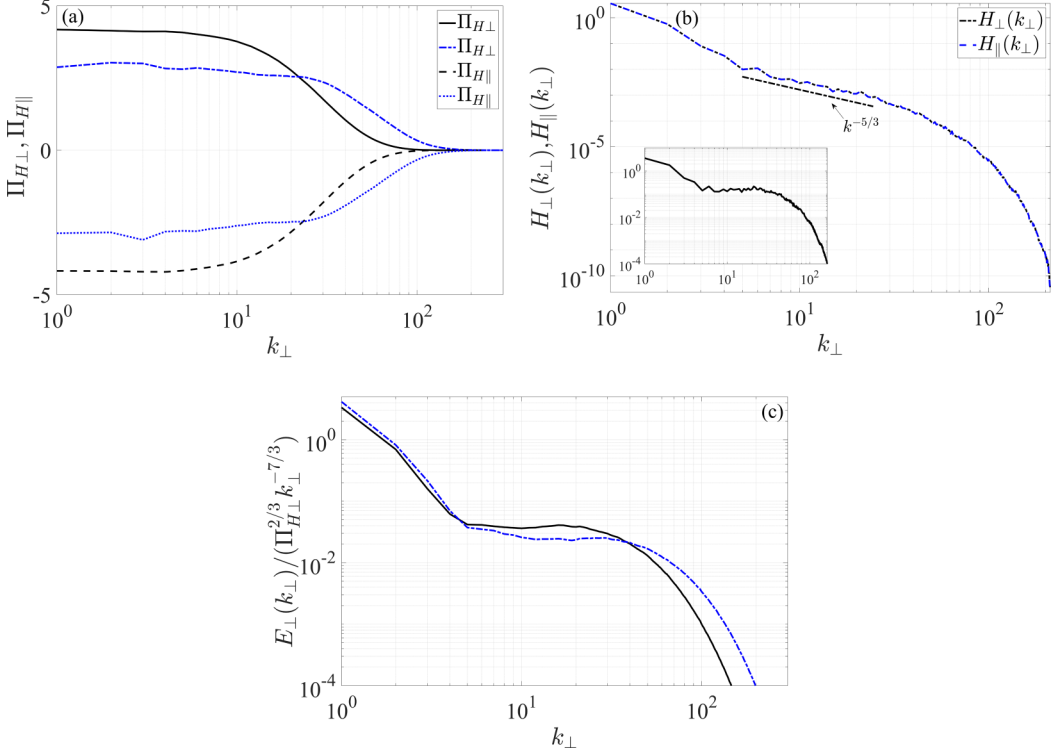 (a)
Π_{H⊥}
Π_{H⊥}
Π_{H∥}
Π_{H∥}
5
0
-5
Π_{H⊥}, Π_{H∥}
10^0
10^1
10^2
k_⊥
(b)
H_⊥(k_⊥)
H_∥(k_⊥)
10^0
10^{-5}
10^{-10}
H_⊥(k_⊥),H_∥(k_⊥)
k^{-5/3}
10^0
10^{-2}
10^{-4}
10^0
10^1
10^2
10^0
10^1
10^2
k_⊥
(c)
10^0
10^{-2}
10^{-4}
E_⊥(k_⊥)/(Π_{H⊥}^{2/3} k_⊥^{-7/3})
10^0
10^1
10^2
k_⊥